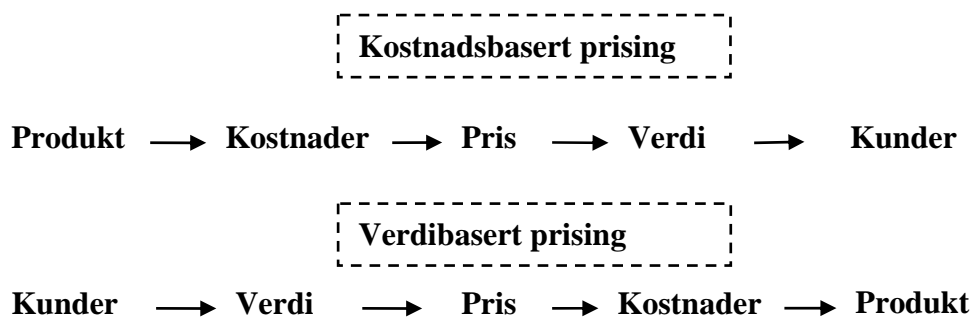 Kostnadsbasert prising
Produkt → Kostnader → Pris → Verdi → Kunder
Verdibasert prising
Kunder → Verdi → Pris → Kostnader → Produkt